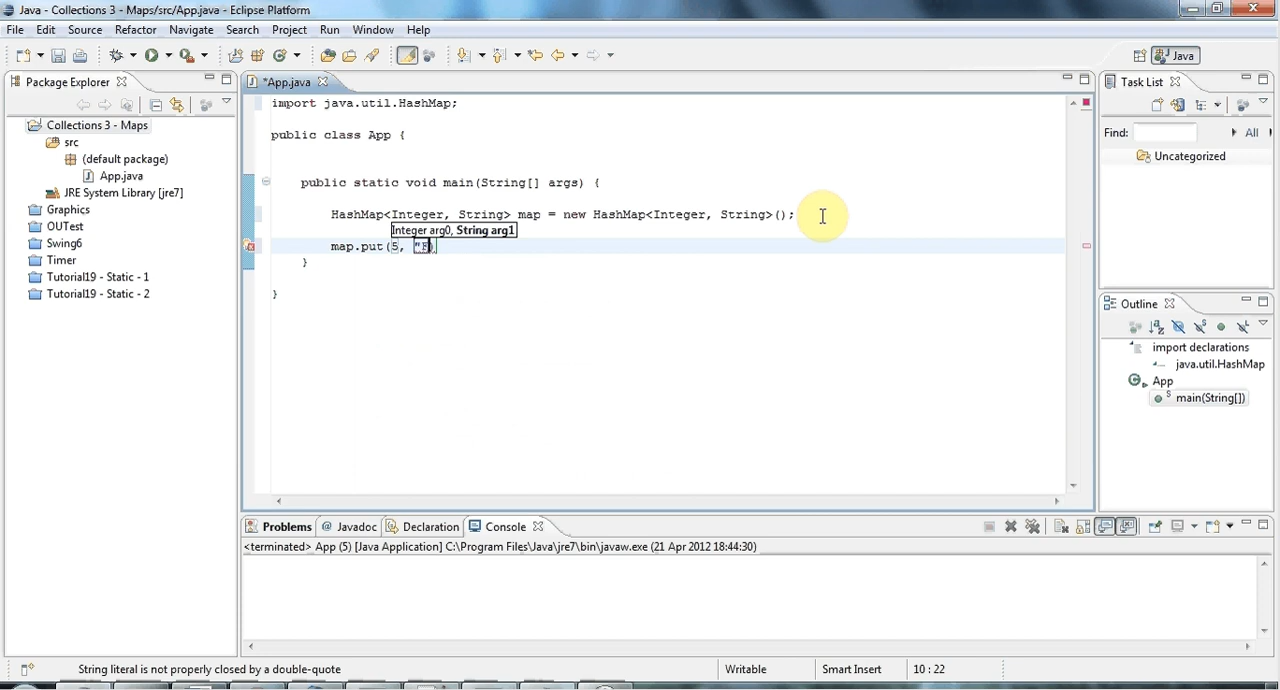 Java - Collections 3 - Maps/src/App.java - Eclipse Platform
File Edit Source Refactor Navigate Search Project Run Window Help
Java
Package Explorer
Collections 3 - Maps
src
(default package)
App.java
JRE System Library [jre7]
Graphics
OUTest
Swing6
Timer
Tutorial19 - Static - 1
Tutorial19 - Static - 2
*App.java
import java.util.HashMap;
public class App {
public static void main(String[] args) {
HashMap<Integer, String> map = new HashMap<Integer, String>();
Integer arg0, String arg1
map.put(5, "F)
}
}
Task List
Find: All
Uncategorized
Outline
import declarations
java.util.HashMap
App
main(String[])
Problems Javadoc Declaration Console
<terminated> App (5) [Java Application] C:\Program Files\Java\jre7\bin\javaw.exe (21 Apr 2012 18:44:30)
String literal is not properly closed by a double-quote Writable Smart Insert 10 : 22